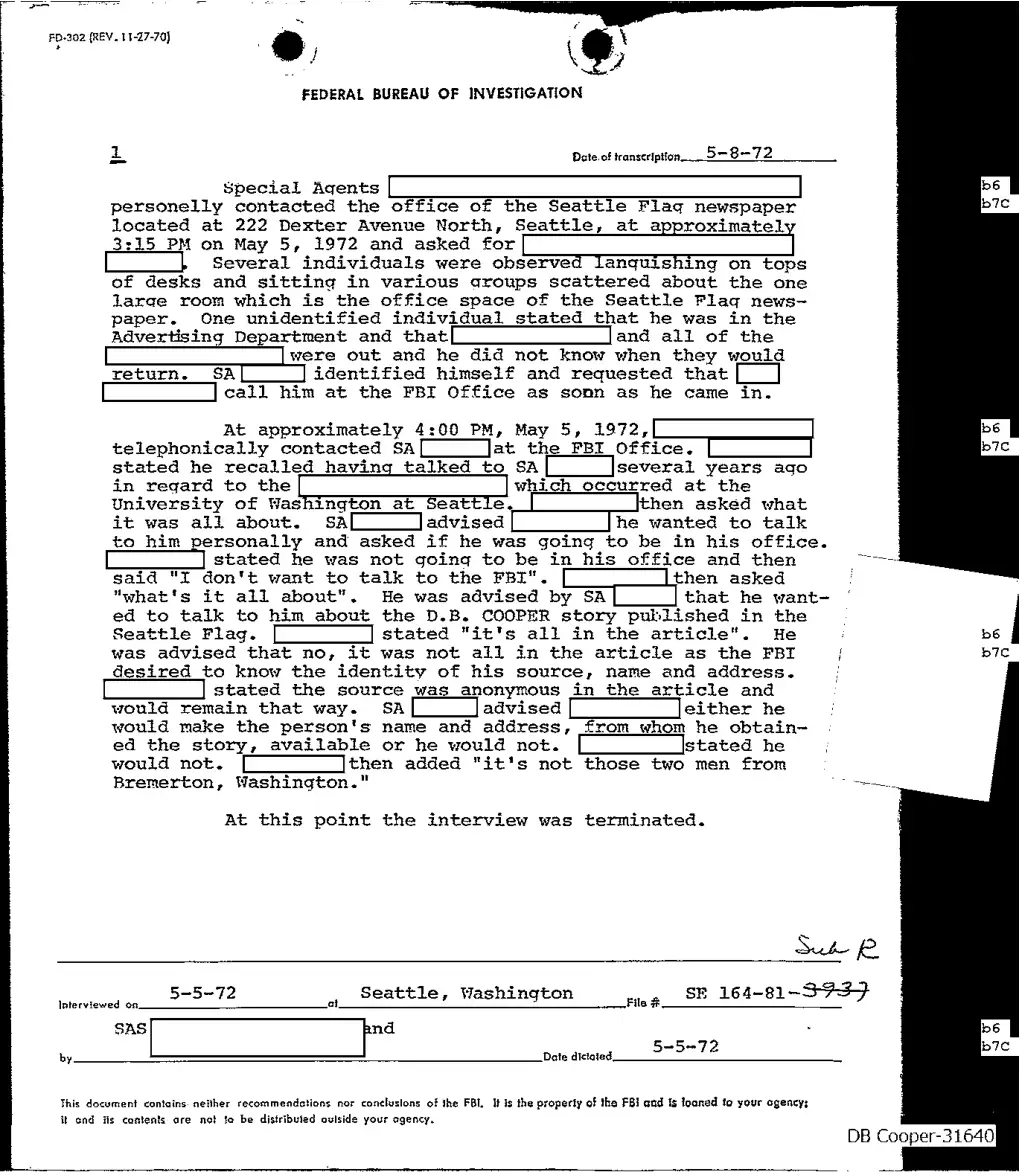 FD-302 (REV. 11-27-70)
FEDERAL BUREAU OF INVESTIGATION
1
Date of transcription 5-8-72
Special Agents
personelly contacted the office of the Seattle Flag newspaper
located at 222 Dexter Avenue North, Seattle, at approximately
3:15 PM on May 5, 1972 and asked for
. Several individuals were observed languishing on tops
of desks and sitting in various groups scattered about the one
large room which is the office space of the Seattle Flag news-
paper. One unidentified individual stated that he was in the
Advertising Department and that and all of the
were out and he did not know when they would
return. SA identified himself and requested that
call him at the FBI Office as soon as he came in.
At approximately 4:00 PM, May 5, 1972,
telephonically contacted SA at the FBI Office.
stated he recalled having talked to SA several years ago
in regard to the which occurred at the
University of Washington at Seattle. then asked what
it was all about. SA advised he wanted to talk
to him personally and asked if he was going to be in his office.
stated he was not going to be in his office and then
said "I don't want to talk to the FBI". then asked
"what's it all about". He was advised by SA that he want-
ed to talk to him about the D.B. COOPER story published in the
Seattle Flag. stated "it's all in the article". He
was advised that no, it was not all in the article as the FBI
desired to know the identity of his source, name and address.
stated the source was anonymous in the article and
would remain that way. SA advised either he
would make the person's name and address, from whom he obtain-
ed the story, available or he would not. stated he
would not. then added "it's not those two men from
Bremerton, Washington."
At this point the interview was terminated.
b6
b7C
b6
b7C
b6
b7C
Sub R
Interviewed on 5-5-72 at Seattle, Washington File # SE 164-81-3937
SAS and
b6
b7C
by Date dictated 5-5-72
This document contains neither recommendations nor conclusions of the FBI. It is the property of the FBI and is loaned to your agency;
it and its contents are not to be distributed outside your agency.
DB Cooper-31640